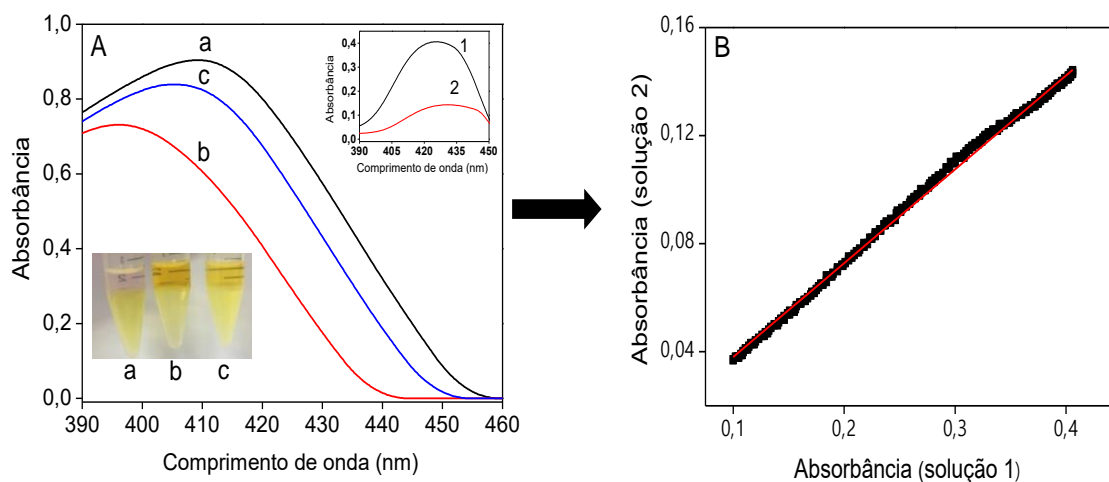 A
a
c
b
1,0
0,8
0,6
0,4
0,2
0,0
Absorbância
390
400
410
420
430
440
450
460
Comprimento de onda (nm)
a b c
1
2
0,4
0,3
0,2
0,1
0,0
Absorbância
390 405 420 435 450
Comprimento de onda (nm)
B
0,16
0,12
0,08
0,04
Absorbância (solução 2)
0,1
0,2
0,3
0,4
Absorbância (solução 1)